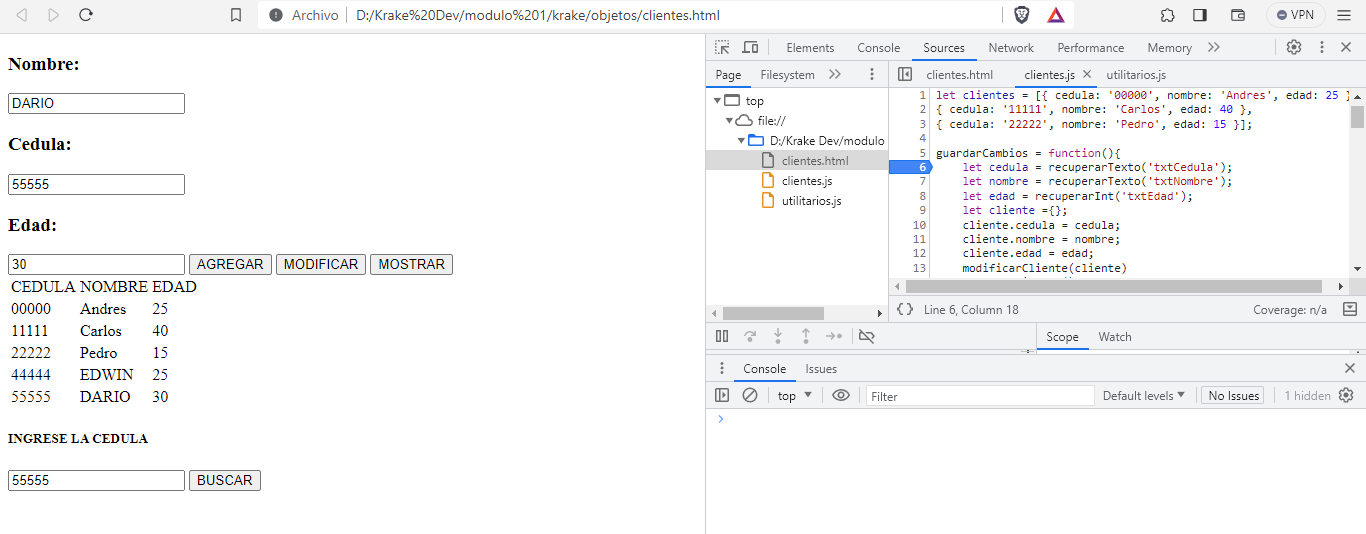 Archivo D:/Krake%20Dev/modulo%201/krake/objetos/clientes.html VPN
Nombre:
DARIO
Cedula:
55555
Edad:
30 AGREGAR MODIFICAR MOSTRAR
CEDULA NOMBRE EDAD
00000 Andres 25
11111 Carlos 40
22222 Pedro 15
44444 EDWIN 25
55555 DARIO 30
INGRESE LA CEDULA
55555 BUSCAR
Elements Console Sources Network Performance Memory
Page Filesystem
top
file://
D:/Krake Dev/modulo
clientes.html
clientes.js
utilitarios.js
clientes.html clientes.js utilitarios.js
1 let clientes = [{ cedula: '00000', nombre: 'Andres', edad: 25 }
2 { cedula: '11111', nombre: 'Carlos', edad: 40 },
3 { cedula: '22222', nombre: 'Pedro', edad: 15 }];
4
5 guardarCambios = function(){
6 let cedula = recuperarTexto('txtCedula');
7 let nombre = recuperarTexto('txtNombre');
8 let edad = recuperarInt('txtEdad');
9 let cliente ={};
10 cliente.cedula = cedula;
11 cliente.nombre = nombre;
12 cliente.edad = edad;
13 modificarCliente(cliente)
{} Line 6, Column 18 Coverage: n/a
Scope Watch
Console Issues
top Filter Default levels No Issues 1 hidden